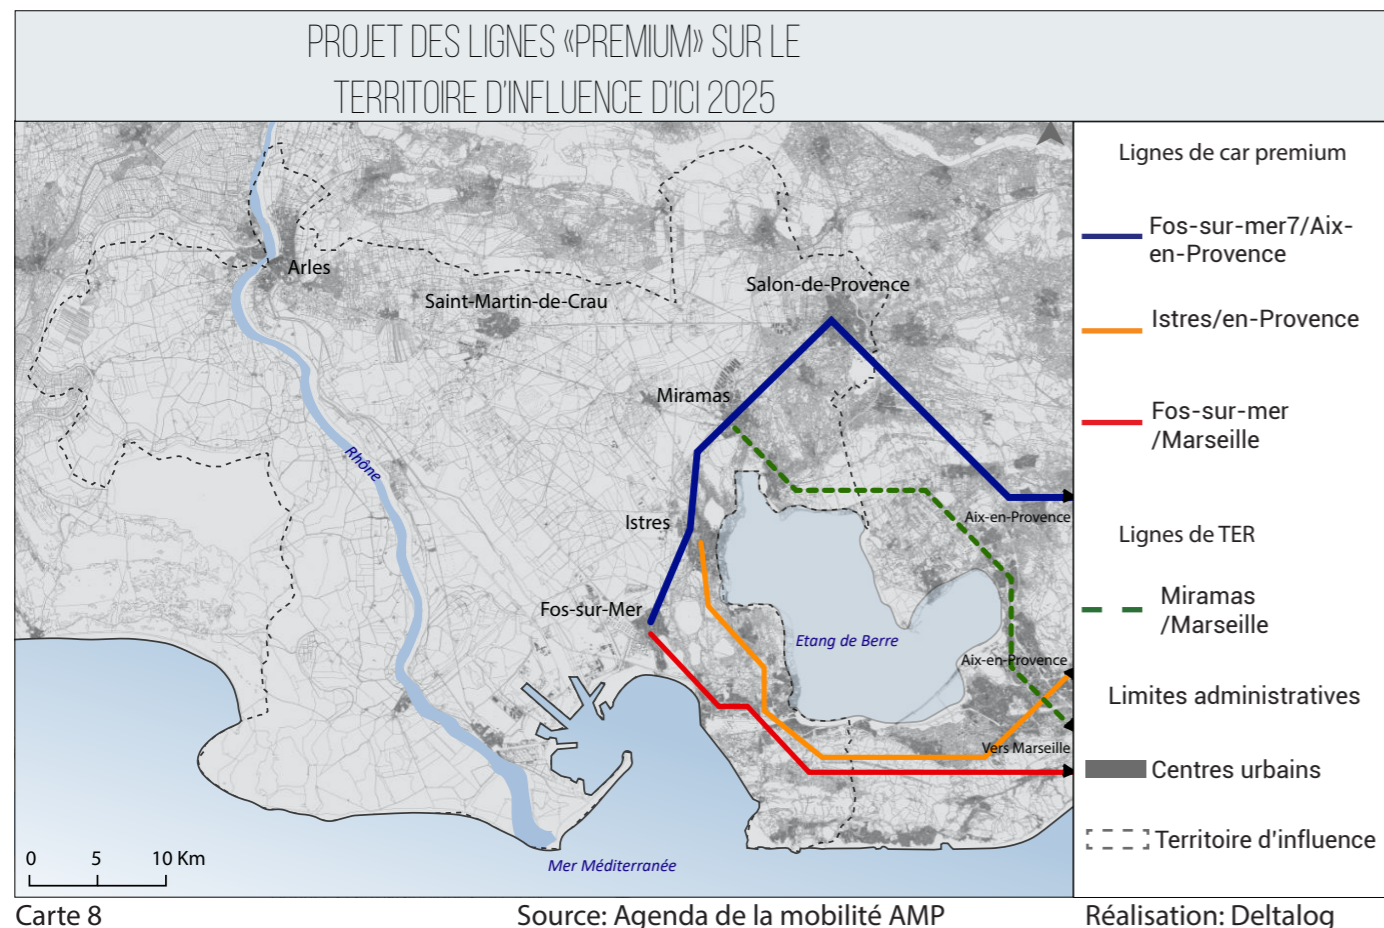 PROJET DES LIGNES «PREMIUM» SUR LE
TERRITOIRE D'INFLUENCE D'ICI 2025
Arles
Saint-Martin-de-Crau
Salon-de-Provence
Miramas
Rhône
Istres
Aix-en-Provence
Fos-sur-Mer
Etang de Berre
Aix-en-Provence
Vers Marseille
0 5 10 Km
Mer Méditerranée
Lignes de car premium
Fos-sur-mer7/Aix-
en-Provence
Istres/en-Provence
Fos-sur-mer
/Marseille
Lignes de TER
Miramas
/Marseille
Limites administratives
Centres urbains
Territoire d'influence
Carte 8
Source: Agenda de la mobilité AMP
Réalisation: Deltalog